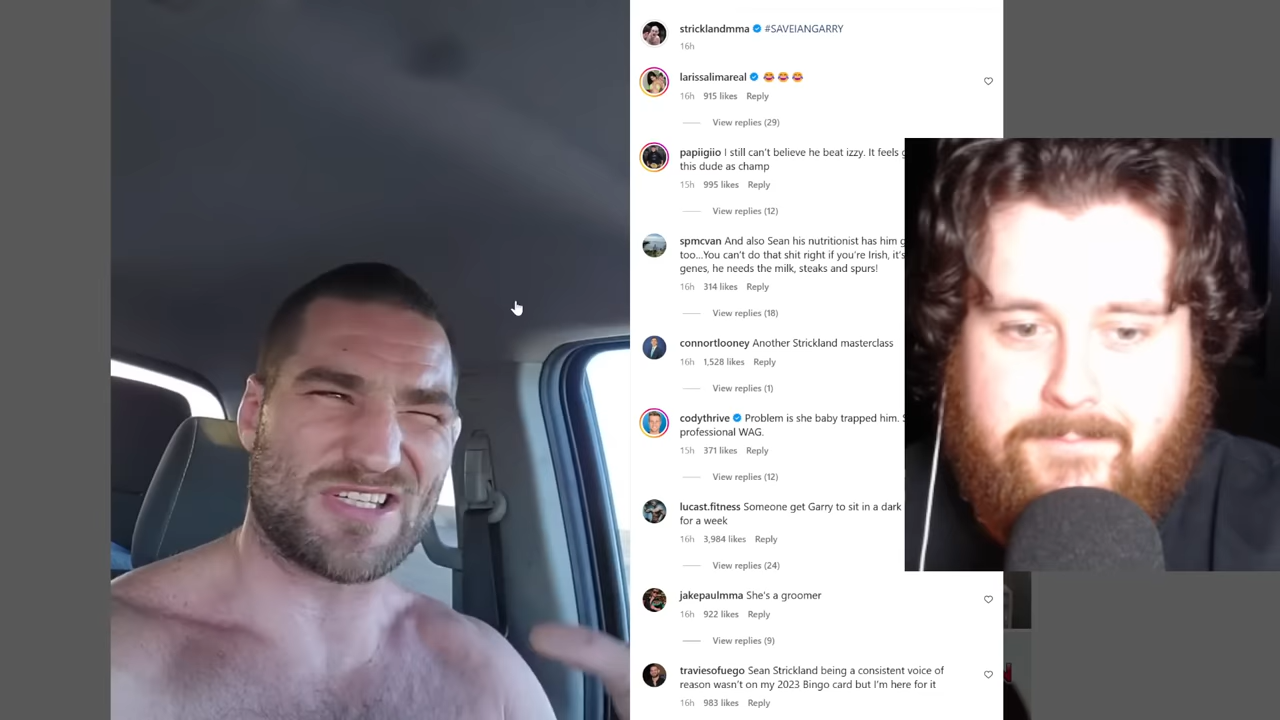 stricklandmma #SAVEIANGARRY
16h
larissalimareal 😂 😂 😂
16h 915 likes Reply
View replies (29)
papiigiio I still can't believe he beat izzy. It feels
this dude as champ
15h 995 likes Reply
View replies (12)
spmcvan And also Sean his nutritionist has him
too...You can't do that shit right if you're Irish, it's
genes, he needs the milk, steaks and spurs!
16h 314 likes Reply
View replies (18)
connortlooney Another Strickland masterclass
16h 1,528 likes Reply
View replies (1)
codythrive Problem is she baby trapped him.
professional WAG.
15h 371 likes Reply
View replies (12)
lucast.fitness Someone get Garry to sit in a dark
for a week
16h 3,984 likes Reply
View replies (24)
jakepaulmma She's a groomer
16h 922 likes Reply
View replies (9)
traviesofuego Sean Strickland being a consistent voice of
reason wasn't on my 2023 Bingo card but I'm here for it
16h 983 likes Reply